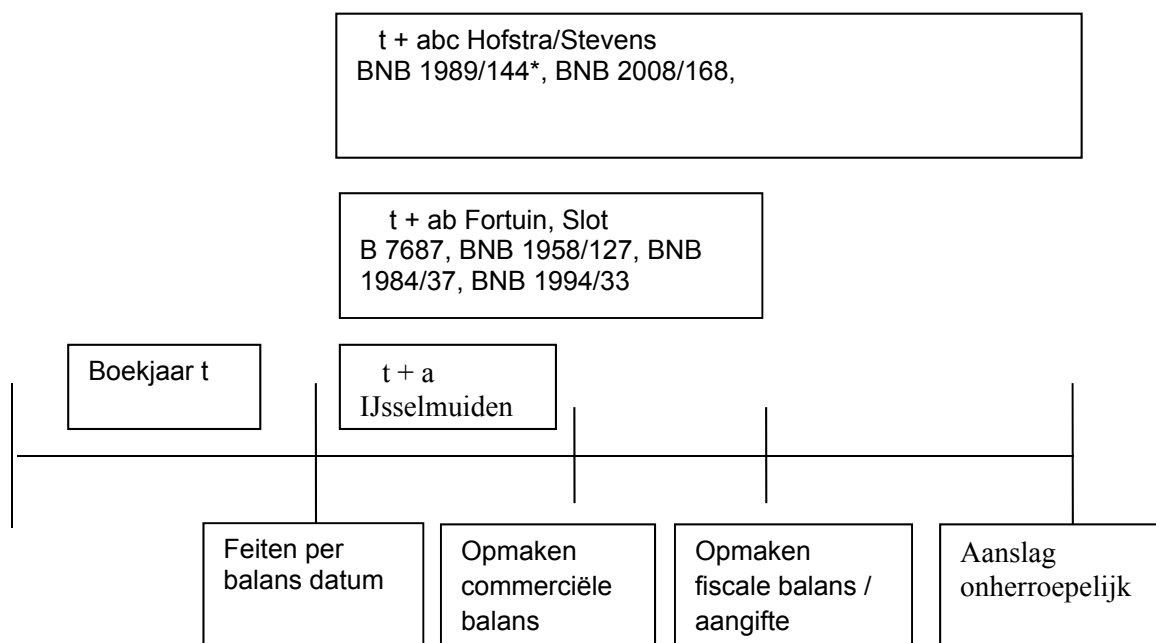 t + abc Hofstra/Stevens
BNB 1989/144*, BNB 2008/168,
t + ab Fortuin, Slot
B 7687, BNB 1958/127, BNB
1984/37, BNB 1994/33
Boekjaar t
t + a
IJsselmuiden
Feiten per
balans datum
Opmaken
commerciële
balans
Opmaken
fiscale balans /
aangifte
Aanslag
onherroepelijk